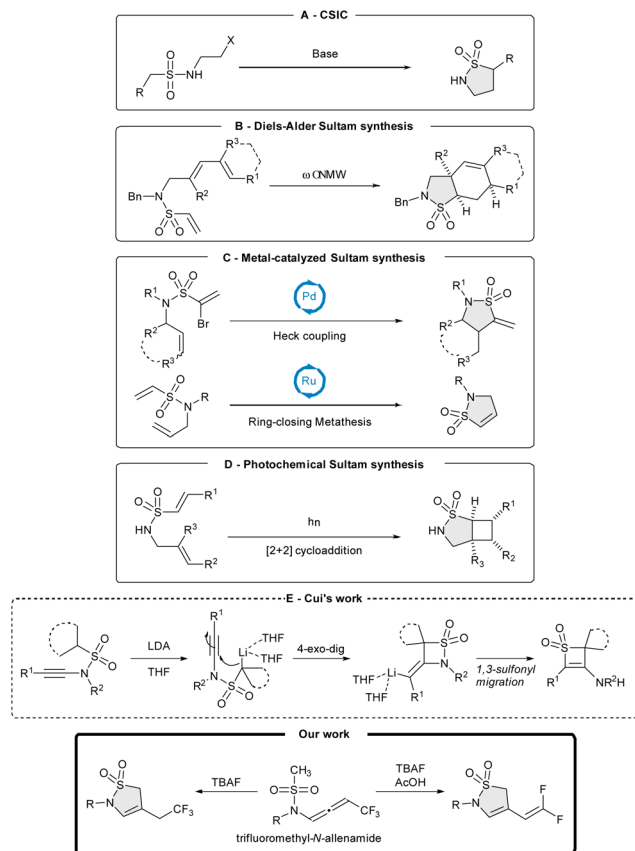 A - CSIC
X
O
S
NH
R
O
Base
O
O
S
R
HN
B - Diels-Alder Sultam synthesis
R3
R1
R2
Bn
N
S
O
O
ωONMW
R2
R3
R1
N
Bn
S
H
H
O
O
C - Metal-catalyzed Sultam synthesis
O
O
R1
S
N
Br
R2
R3
Pd
Heck coupling
R1
N
O
S
O
R2
R3
O
O
S
R
N
Ru
Ring-closing Metathesis
R
N
O
S
O
D - Photochemical Sultam synthesis
O
R1
S
O
HN
R3
R2
hn
[2+2] cycloaddition
O
O
H
R1
S
HN
R2
R3
E - Cui's work
O
S
O
R1
N
R2
LDA
THF
R1
Li
THF
THF
R2
N
S
O
O
4-exo-dig
O
S
O
Li
N
R2
THF
THF
R1
1,3-sulfonyl
migration
O
O
S
R1
NR2H
Our work
O
O
S
R
N
CF3
TBAF
CH3
O
S
O
N
R
CF3
trifluoromethyl-N-allenamide
TBAF
AcOH
O
O
S
R
N
F
F